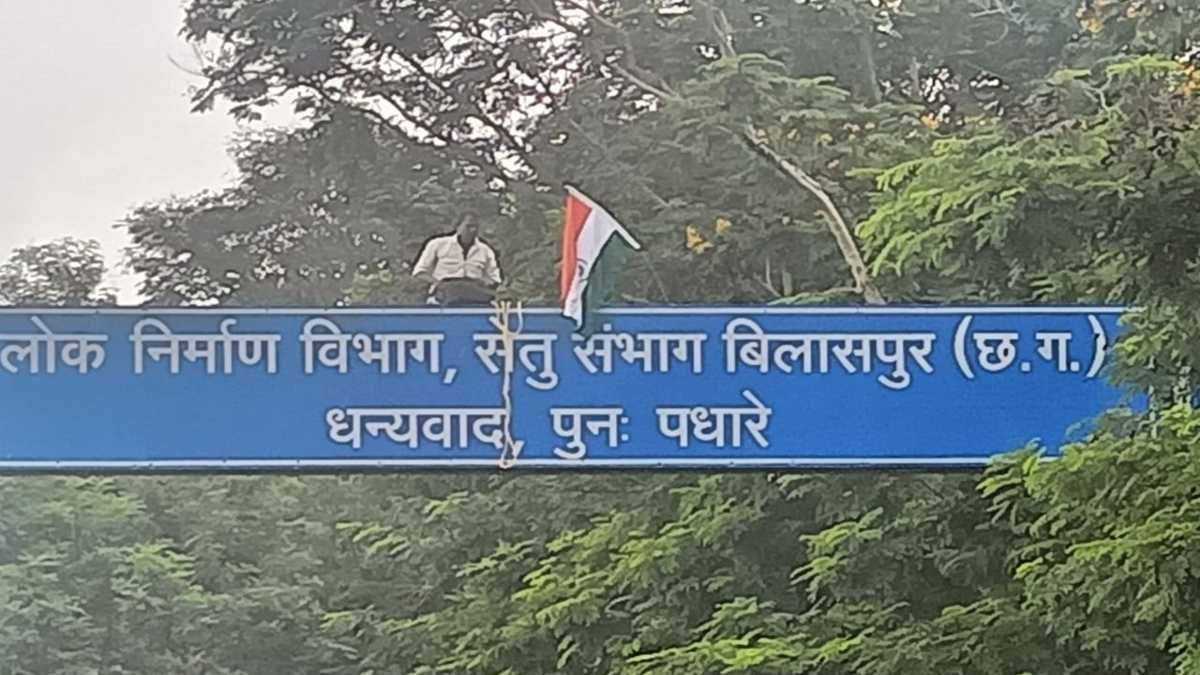 लोक निर्माण विभाग, सेतु संभाग बिलासपुर (छ.ग.)
धन्यवाद, पुनः पधारे